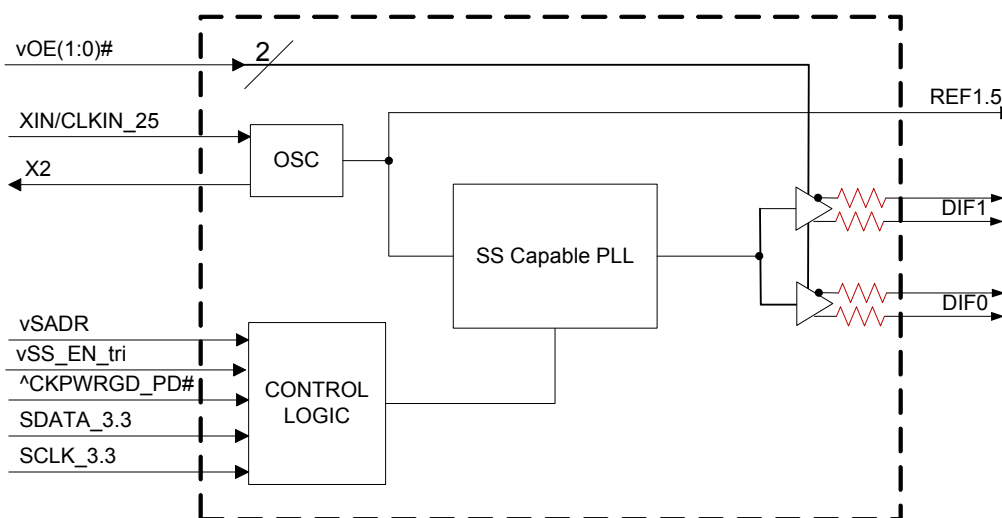 vOE(1:0)#
2
REF1.5
XIN/CLKIN_25
OSC
X2
DIF1
SS Capable PLL
DIF0
vSADR
vSS_EN_tri
^CKPWRGD_PD#
CONTROL
LOGIC
SDATA_3.3
SCLK_3.3